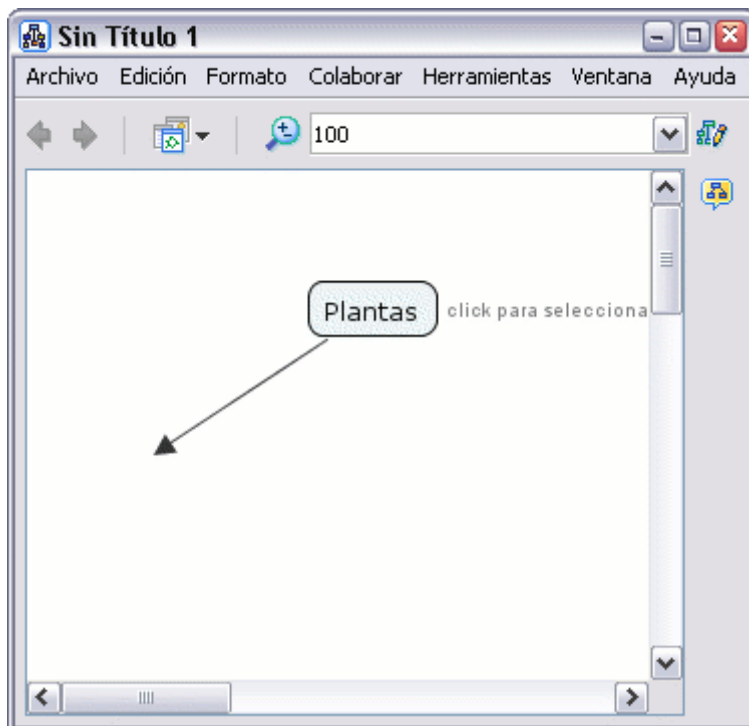 Sin Título 1
Archivo Edición Formato Colaborar Herramientas Ventana Ayuda
100
Plantas click para selecciona